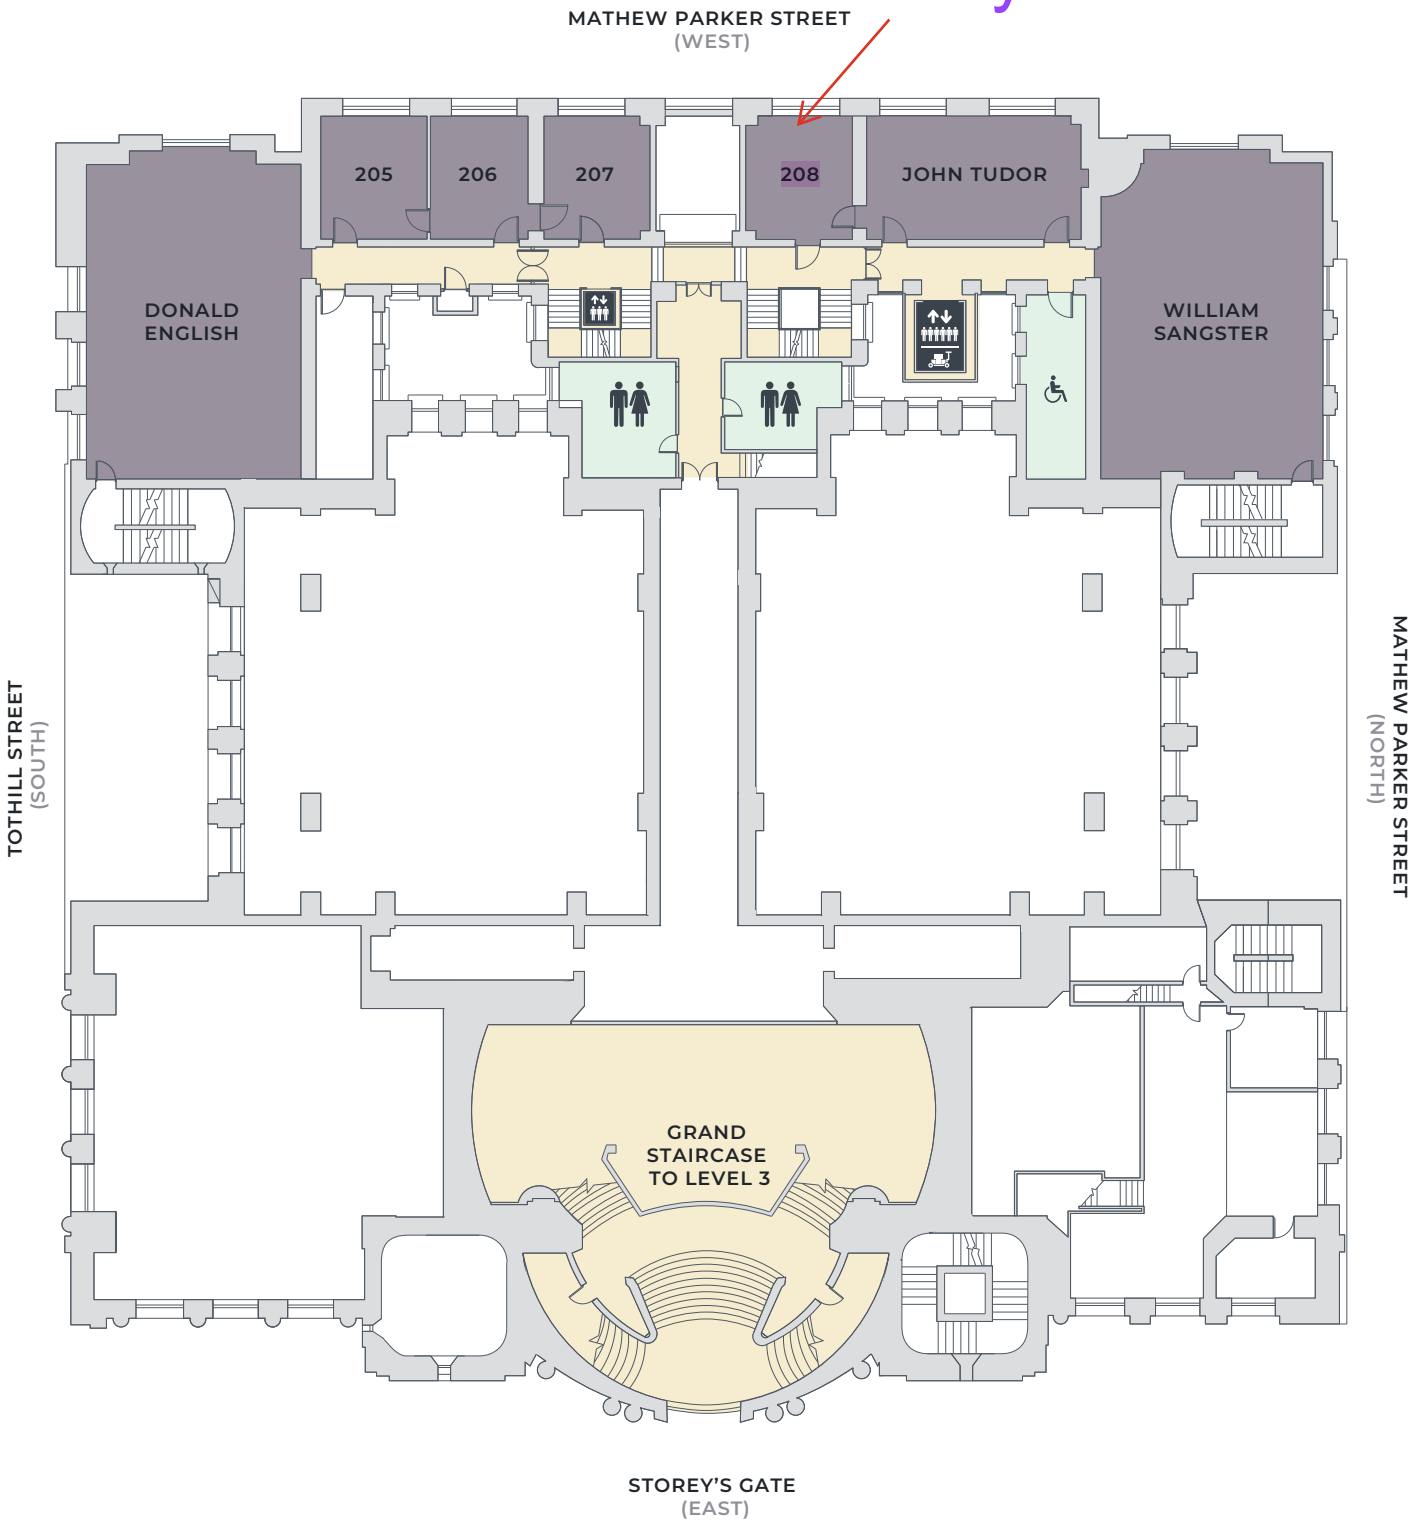 MATHEW PARKER STREET
(WEST)
205
206
207
208
JOHN TUDOR
DONALD
ENGLISH
WILLIAM
SANGSTER
TOTHILL STREET
(SOUTH)
MATHEW PARKER STREET
(NORTH)
GRAND
STAIRCASE
TO LEVEL 3
STOREY’S GATE
(EAST)